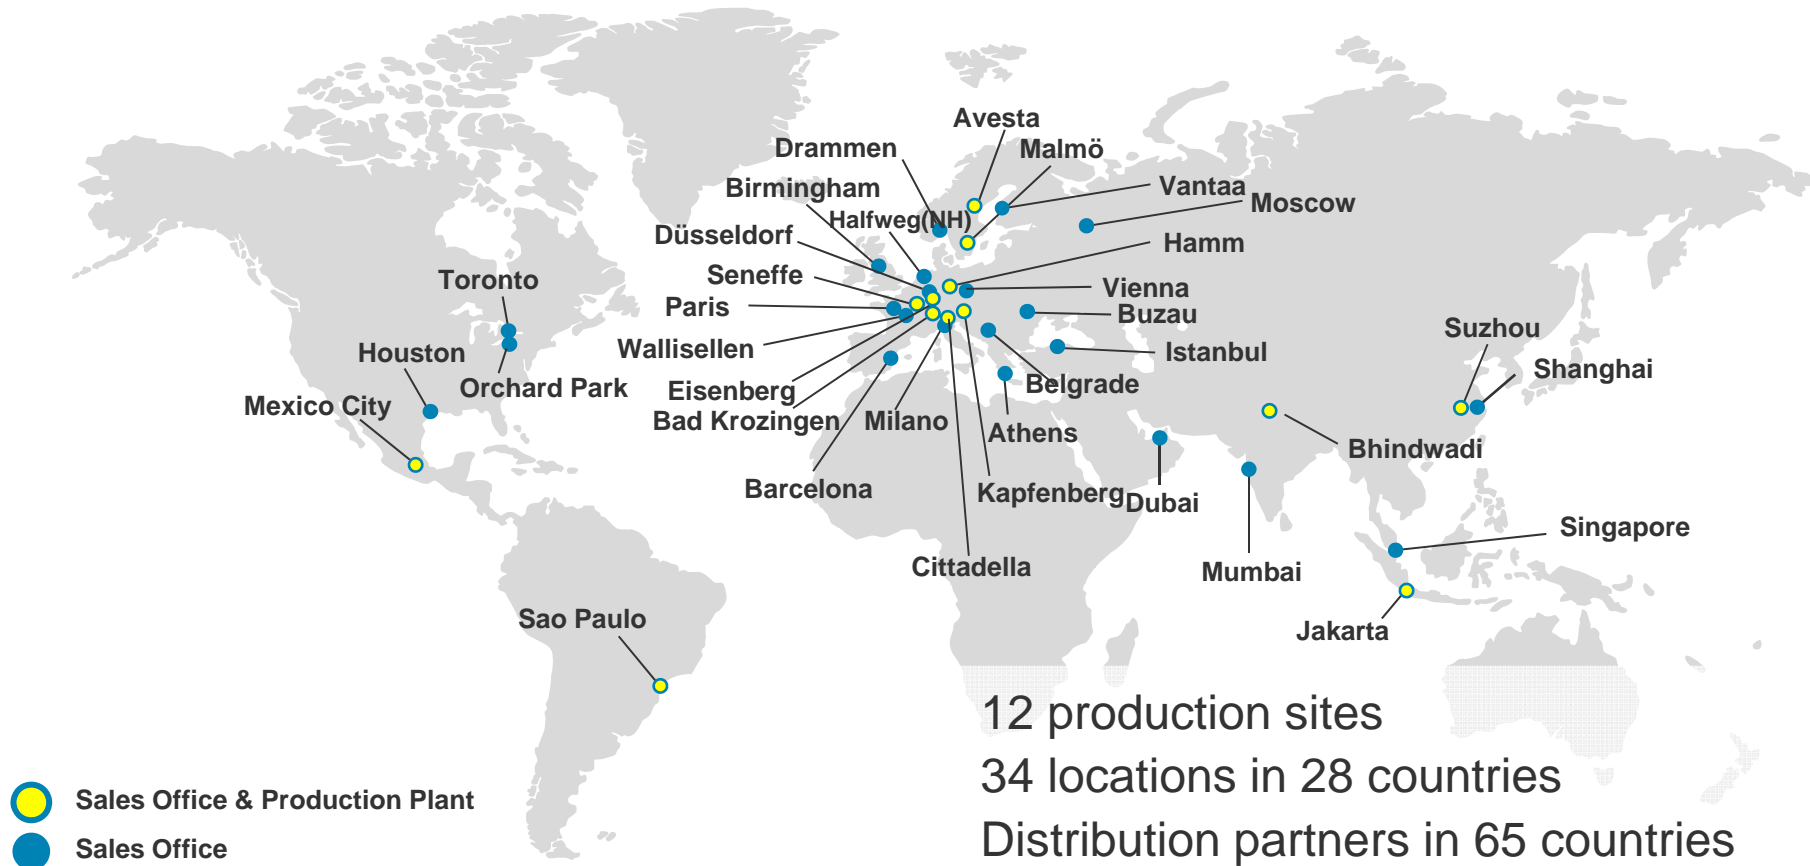 Avesta
Drammen
Malmö
Birmingham
Vantaa
Moscow
Halfweg(NH)
Düsseldorf
Hamm
Seneffe
Toronto
Vienna
Paris
Buzau
Suzhou
Wallisellen
Houston
Istanbul
Shanghai
Orchard Park
Eisenberg
Belgrade
Mexico City
Bad Krozingen
Milano
Athens
Bhindwadi
Barcelona
Kapfenberg
Dubai
Singapore
Cittadella
Mumbai
Sao Paulo
Jakarta
12 production sites
34 locations in 28 countries
Distribution partners in 65 countries
Sales Office & Production Plant
Sales Office